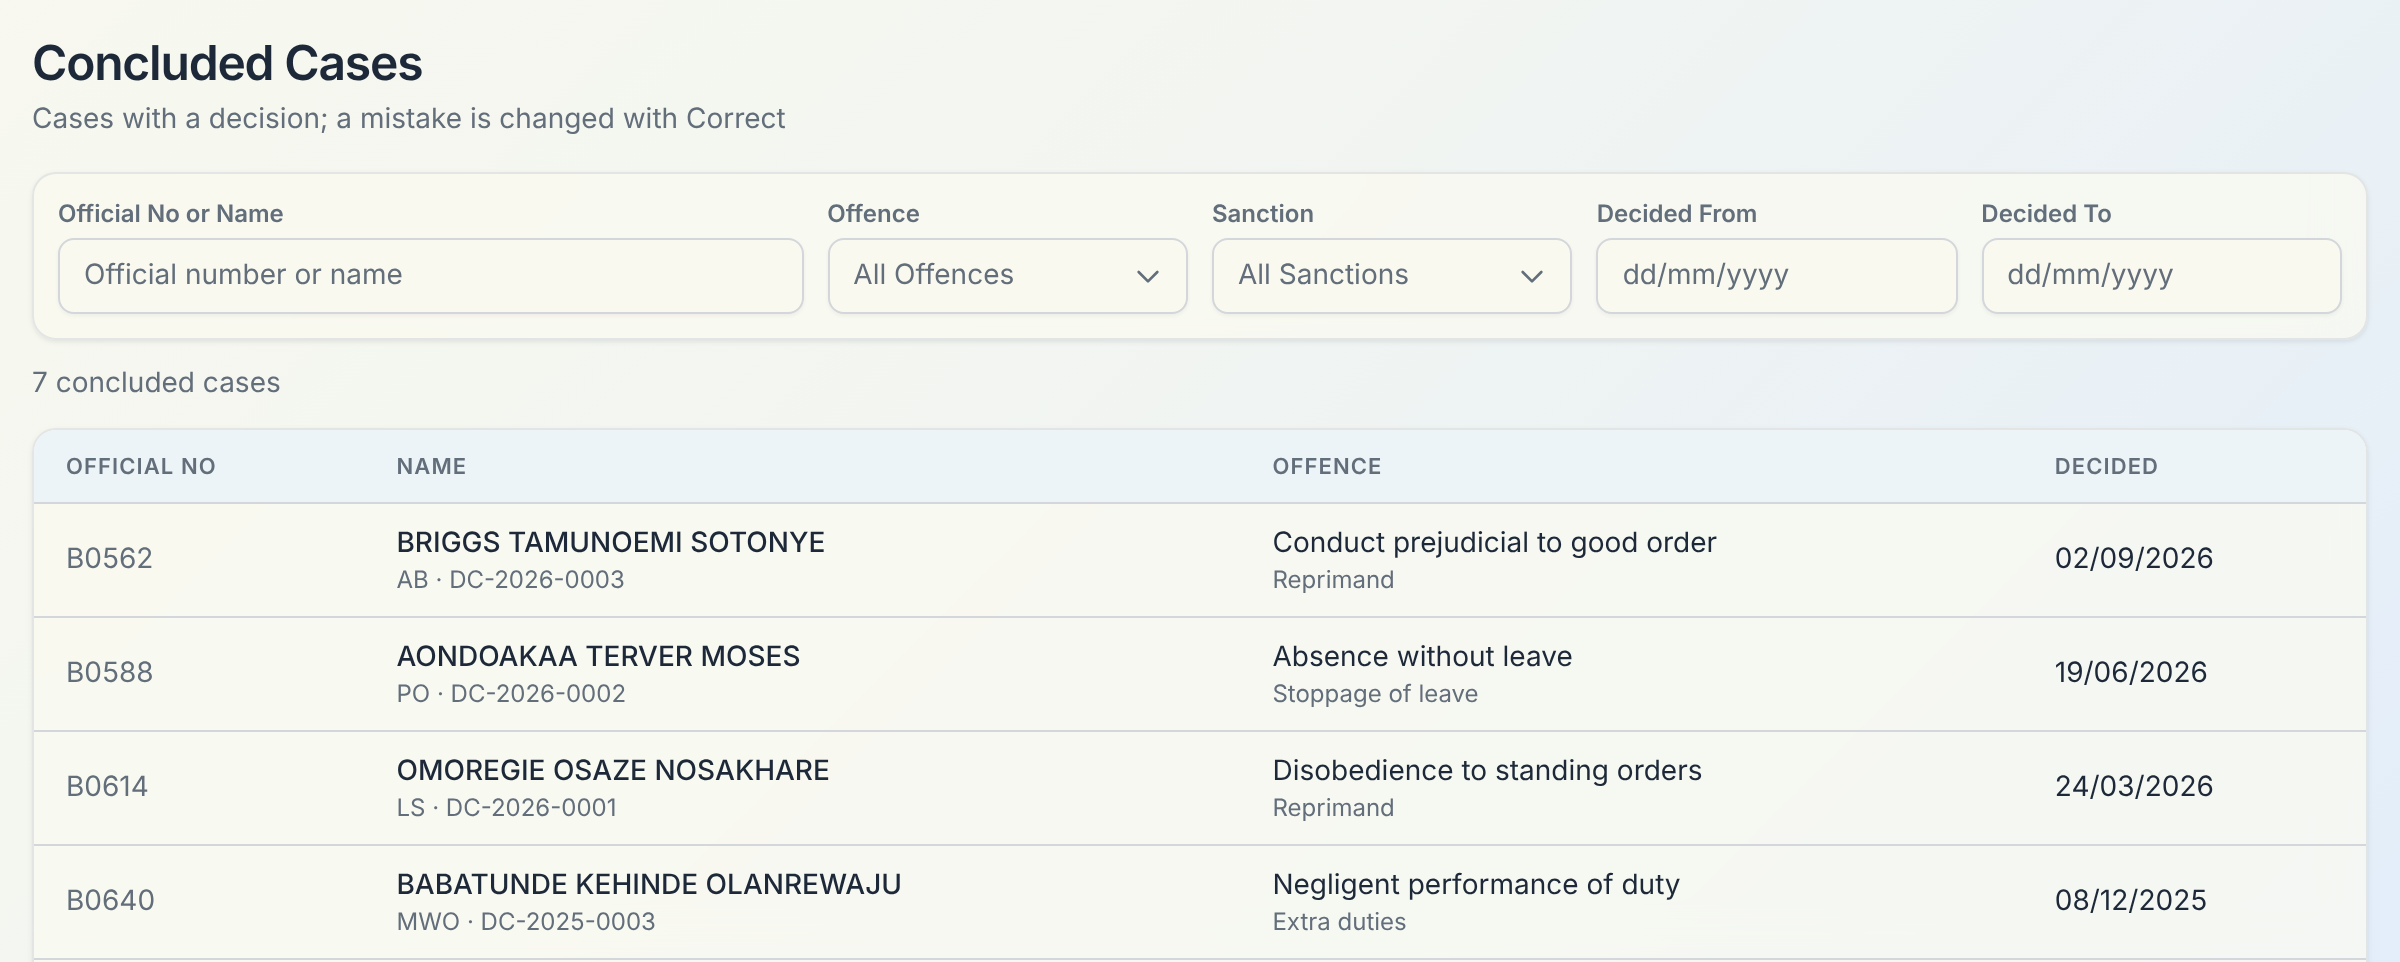 Concluded Cases
Cases with a decision; a mistake is changed with Correct
Official No or Name
Offence
Sanction
Decided From
Decided To
Official number or name
All Offences
All Sanctions
dd/mm/yyyy
dd/mm/yyyy
7 concluded cases
OFFICIAL NO
NAME
OFFENCE
DECIDED
B0562
BRIGGS TAMUNOEMI SOTONYE
AB · DC-2026-0003
Conduct prejudicial to good order
Reprimand
02/09/2026
B0588
AONDOAKAA TERVER MOSES
PO · DC-2026-0002
Absence without leave
Stoppage of leave
19/06/2026
B0614
OMOREGIE OSAZE NOSAKHARE
LS · DC-2026-0001
Disobedience to standing orders
Reprimand
24/03/2026
B0640
BABATUNDE KEHINDE OLANREWAJU
MWO · DC-2025-0003
Negligent performance of duty
Extra duties
08/12/2025